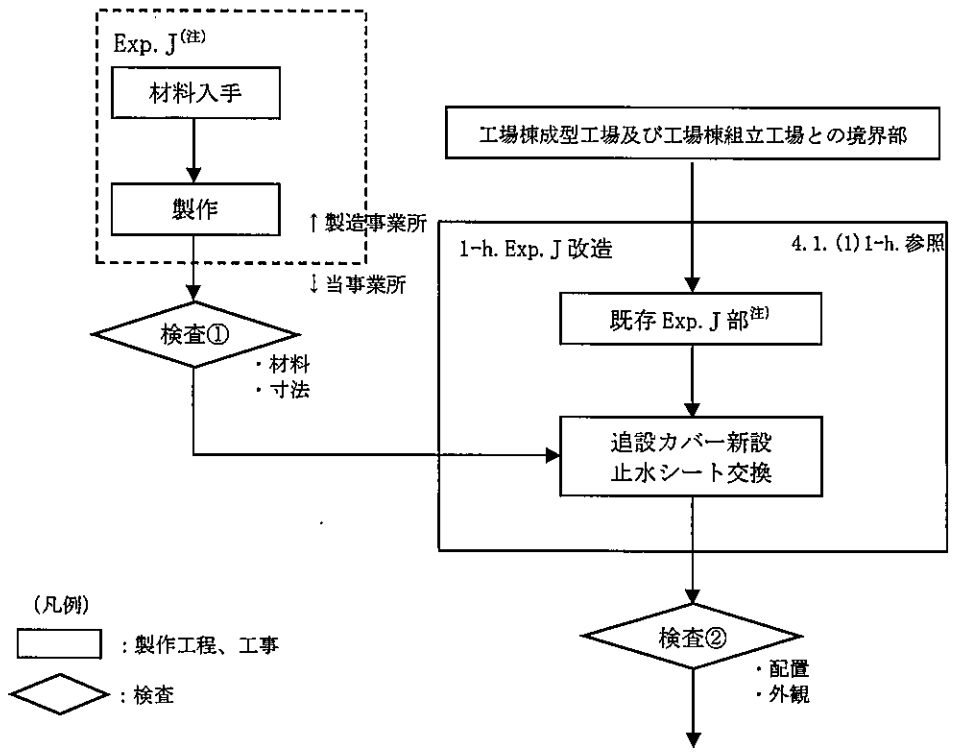 Exp. J(注)
材料入手
製作
↑製造事業所
↓当事業所
検査①
・材料
・寸法
工場棟成型工場及び工場棟組立工場との境界部
1-h. Exp. J 改造
4.1. (1) 1-h. 参照
既存 Exp. J 部注)
追設カバー新設
止水シート交換
検査②
・配置
・外観
(凡例)
：製作工程、工事
：検査